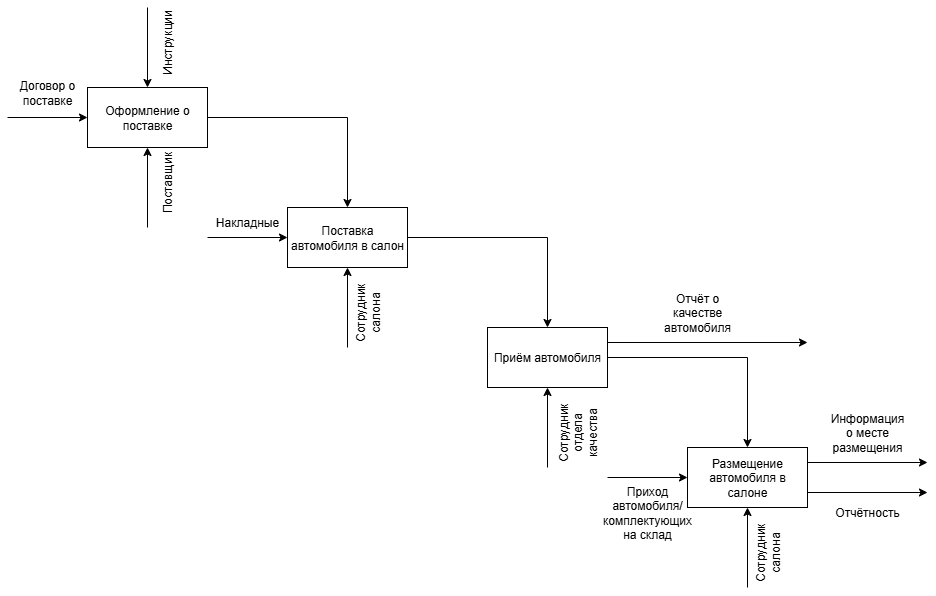 Инструкции
Договор о
поставке
Оформление о
поставке
Поставщик
Накладные
Поставка
автомобиля в салон
Сотрудник
салона
Отчёт о
качестве
автомобиля
Приём автомобиля
Сотрудник
отдела
качества
Информация
о месте
размещения
Размещение
автомобиля в
салоне
Приход
автомобиля/
комплектующих
на склад
Отчётность
Сотрудник
салона